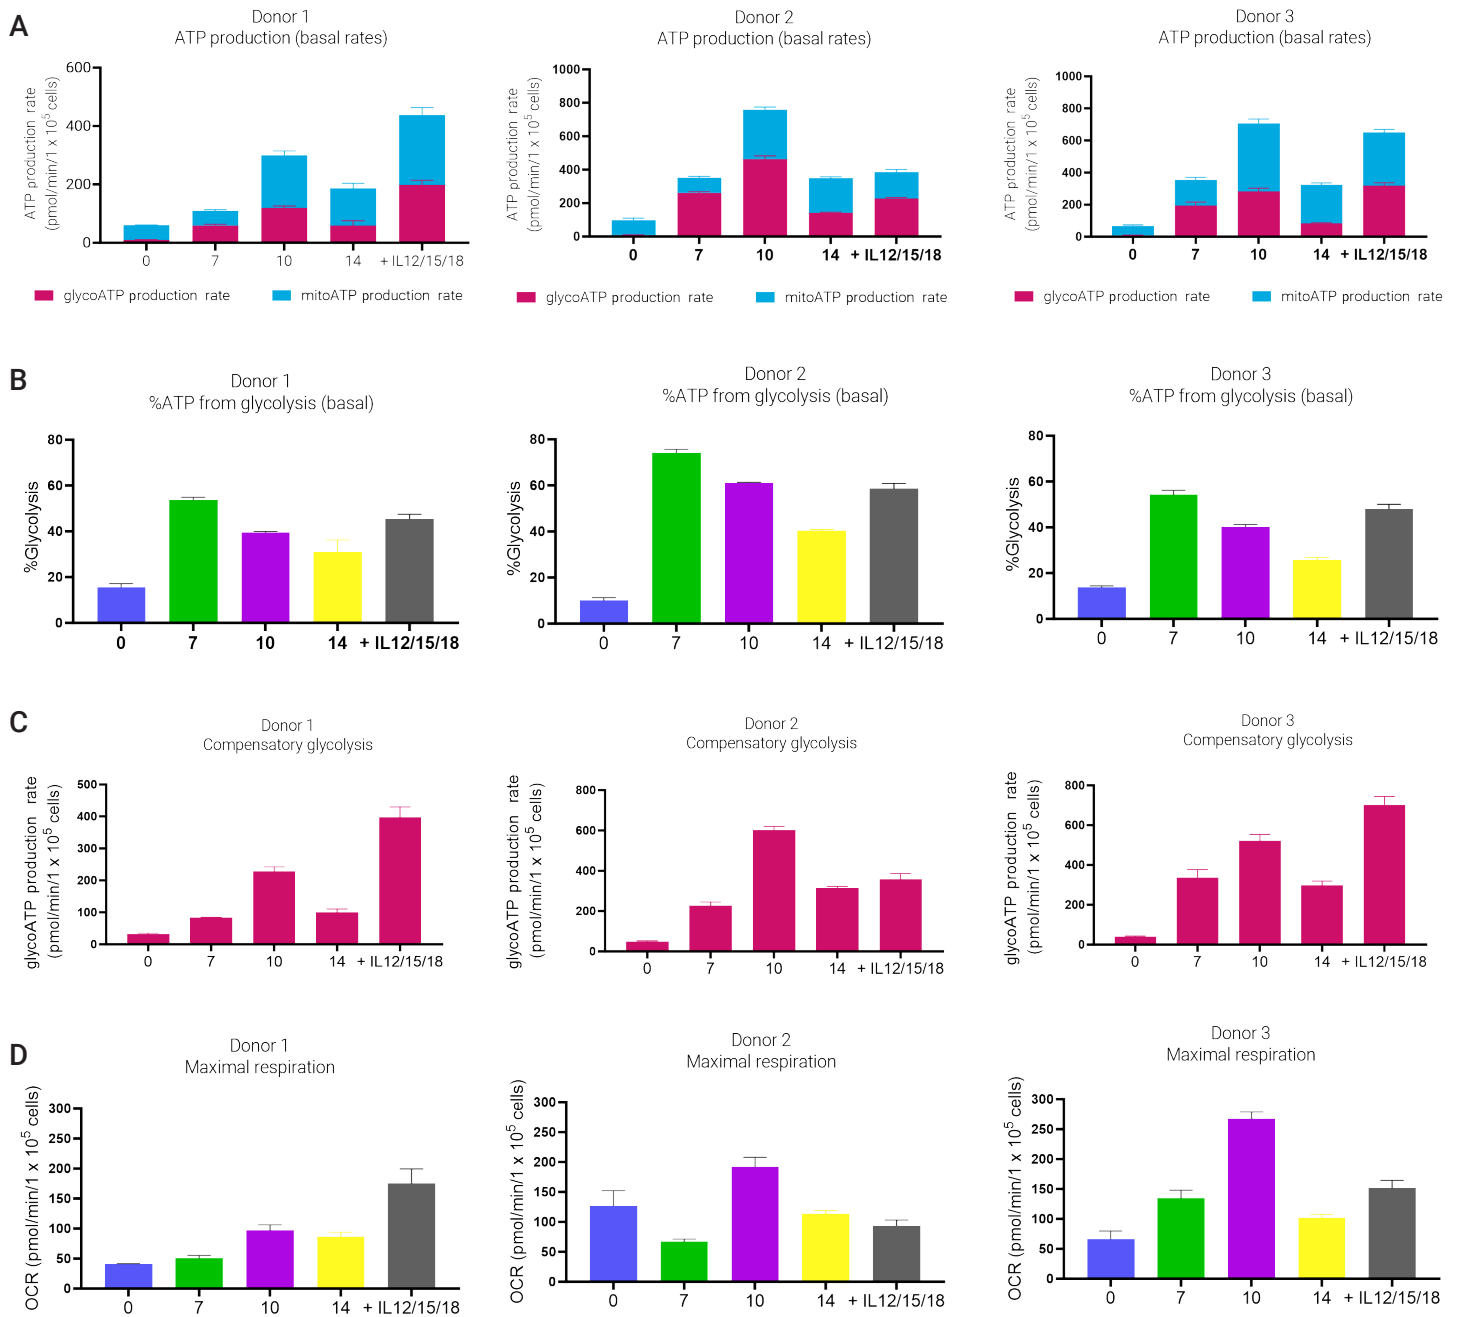 A
Donor 1
ATP production (basal rates)
ATP production rate
(pmol/min/1 x 10⁵ cells)
600
400
200
0
0 7 10 14 + IL12/15/18
glycoATP production rate mitoATP production rate
Donor 2
ATP production (basal rates)
ATP production rate
(pmol/min/1 x 10⁵ cells)
1000
800
600
400
200
0
0 7 10 14 + IL12/15/18
glycoATP production rate mitoATP production rate
Donor 3
ATP production (basal rates)
ATP production rate
(pmol/min/1 x 10⁵ cells)
1000
800
600
400
200
0
0 7 10 14 + IL12/15/18
glycoATP production rate mitoATP production rate
B
Donor 1
%ATP from glycolysis (basal)
%Glycolysis
80
60
40
20
0
0 7 10 14 + IL12/15/18
Donor 2
%ATP from glycolysis (basal)
%Glycolysis
80
60
40
20
0
0 7 10 14 + IL12/15/18
Donor 3
%ATP from glycolysis (basal)
%Glycolysis
80
60
40
20
0
0 7 10 14 + IL12/15/18
C
Donor 1
Compensatory glycolysis
glycoATP production rate
(pmol/min/1 x 10⁵ cells)
500
400
300
200
100
0
0 7 10 14 + IL12/15/18
Donor 2
Compensatory glycolysis
glycoATP production rate
(pmol/min/1 x 10⁵ cells)
800
600
400
200
0
0 7 10 14 + IL12/15/18
Donor 3
Compensatory glycolysis
glycoATP production rate
(pmol/min/1 x 10⁵ cells)
800
600
400
200
0
0 7 10 14 + IL12/15/18
D
Donor 1
Maximal respiration
OCR (pmol/min/1 x 10⁵ cells)
300
250
200
150
100
50
0
0 7 10 14 + IL12/15/18
Donor 2
Maximal respiration
OCR (pmol/min/1 x 10⁵ cells)
300
250
200
150
100
50
0
0 7 10 14 + IL12/15/18
Donor 3
Maximal respiration
OCR (pmol/min/1 x 10⁵ cells)
300
250
200
150
100
50
0
0 7 10 14 + IL12/15/18